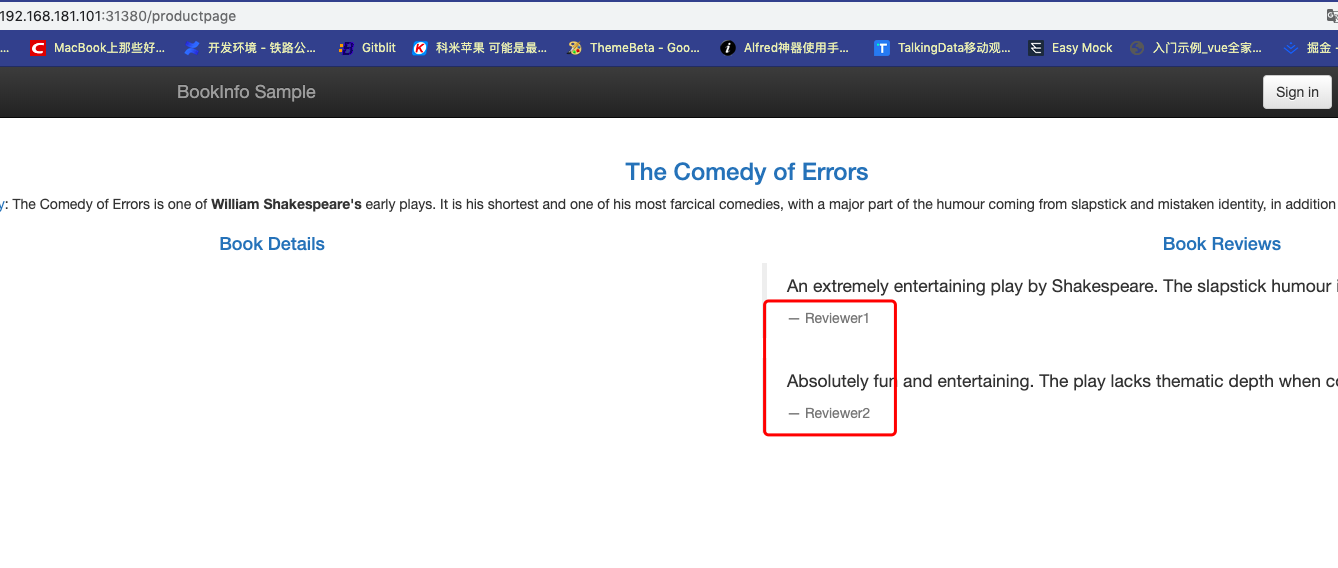 192.168.181.101:31380/productpage
... MacBook上那些好... 开发环境 - 铁路公... Gitblit 科米苹果 可能是最... ThemeBeta - Goo... Alfred神器使用手... TalkingData移动观... Easy Mock 入门示例_vue全家... 掘金 -
BookInfo Sample Sign in
The Comedy of Errors
y: The Comedy of Errors is one of William Shakespeare's early plays. It is his shortest and one of his most farcical comedies, with a major part of the humour coming from slapstick and mistaken identity, in addition
Book Details Book Reviews
An extremely entertaining play by Shakespeare. The slapstick humour i
— Reviewer1
Absolutely fun and entertaining. The play lacks thematic depth when co
— Reviewer2